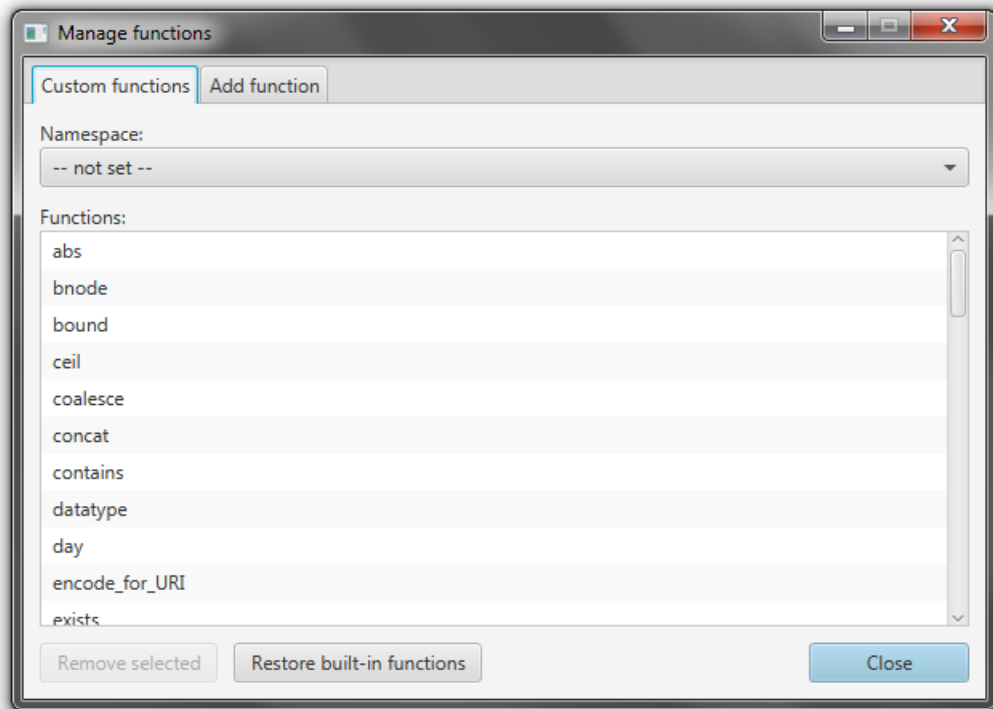 Manage functions
Custom functions Add function
Namespace:
-- not set --
Functions:
abs
bnode
bound
ceil
coalesce
concat
contains
datatype
day
encode_for_URI
exists
Remove selected Restore built-in functions Close